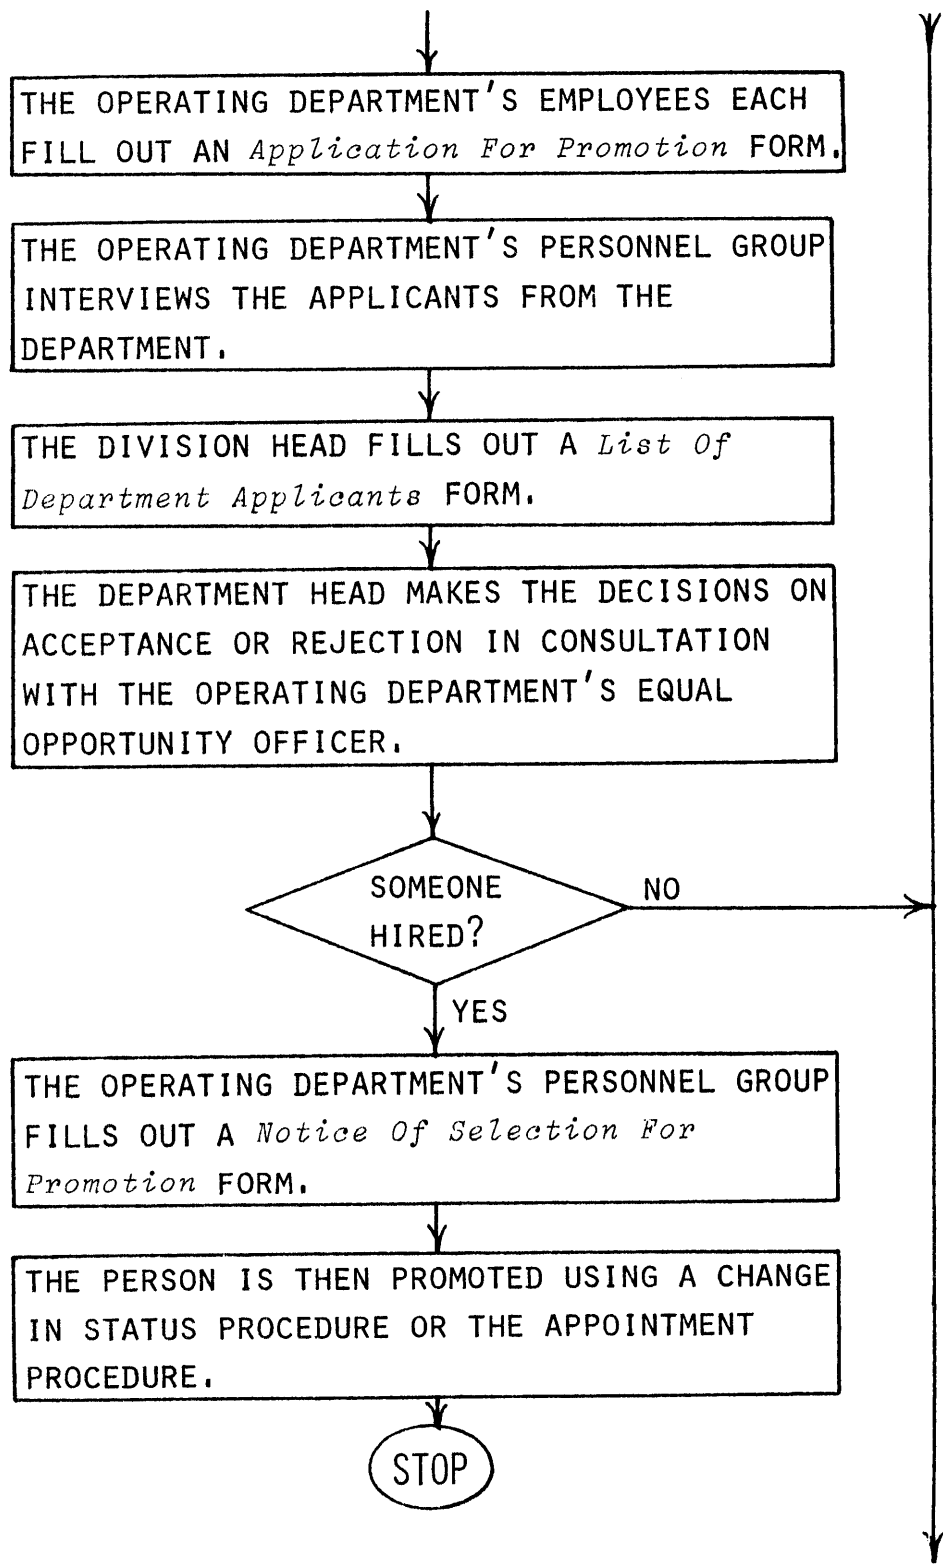 THE OPERATING DEPARTMENT'S EMPLOYEES EACH
FILL OUT AN Application For Promotion FORM.
THE OPERATING DEPARTMENT'S PERSONNEL GROUP
INTERVIEWS THE APPLICANTS FROM THE
DEPARTMENT.
THE DIVISION HEAD FILLS OUT A List Of
Department Applicants FORM.
THE DEPARTMENT HEAD MAKES THE DECISIONS ON
ACCEPTANCE OR REJECTION IN CONSULTATION
WITH THE OPERATING DEPARTMENT'S EQUAL
OPPORTUNITY OFFICER.
SOMEONE
HIRED?
NO
YES
THE OPERATING DEPARTMENT'S PERSONNEL GROUP
FILLS OUT A Notice Of Selection For
Promotion FORM.
THE PERSON IS THEN PROMOTED USING A CHANGE
IN STATUS PROCEDURE OR THE APPOINTMENT
PROCEDURE.
STOP